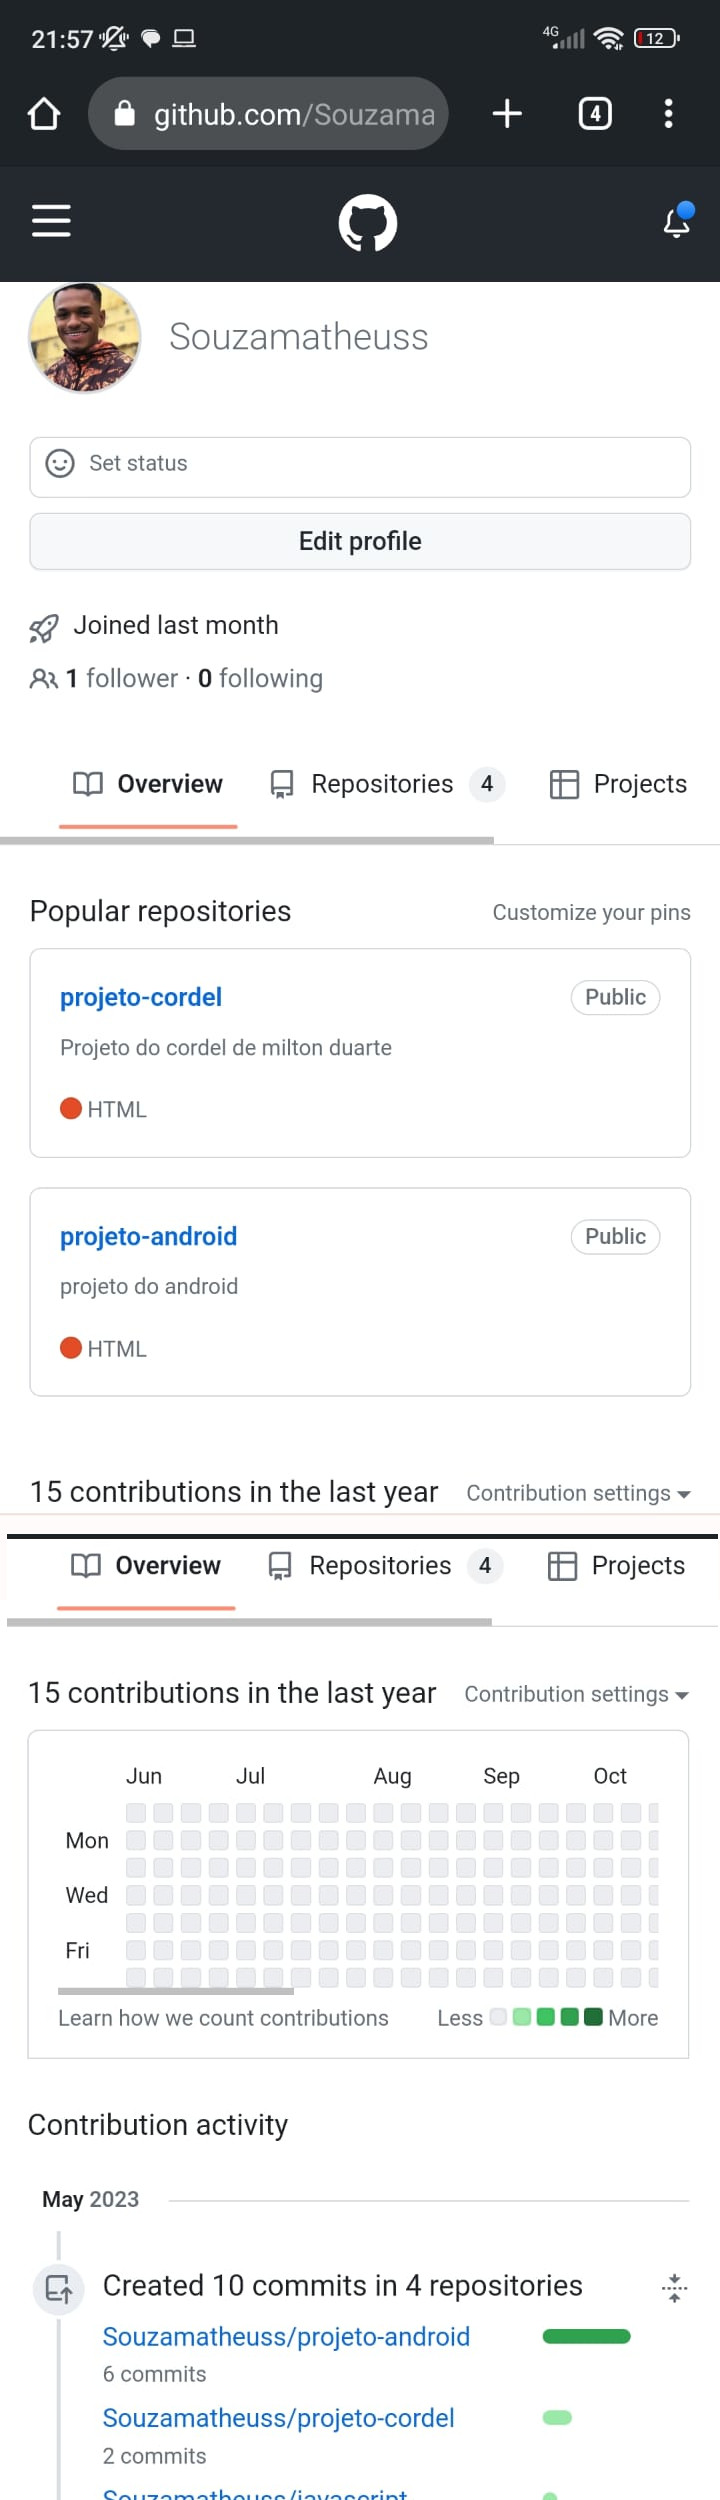 21:57
4G
12
github.com/Souzama
4
Souzamatheuss
Set status
Edit profile
Joined last month
1 follower · 0 following
Overview
Repositories 4
Projects
Popular repositories
Customize your pins
projeto-cordel
Public
Projeto do cordel de milton duarte
HTML
projeto-android
Public
projeto do android
HTML
15 contributions in the last year
Contribution settings
Overview
Repositories 4
Projects
15 contributions in the last year
Contribution settings
Jun Jul Aug Sep Oct
Mon
Wed
Fri
Learn how we count contributions
Less More
Contribution activity
May 2023
Created 10 commits in 4 repositories
Souzamatheuss/projeto-android
6 commits
Souzamatheuss/projeto-cordel
2 commits
Souzamatheuss/javascript